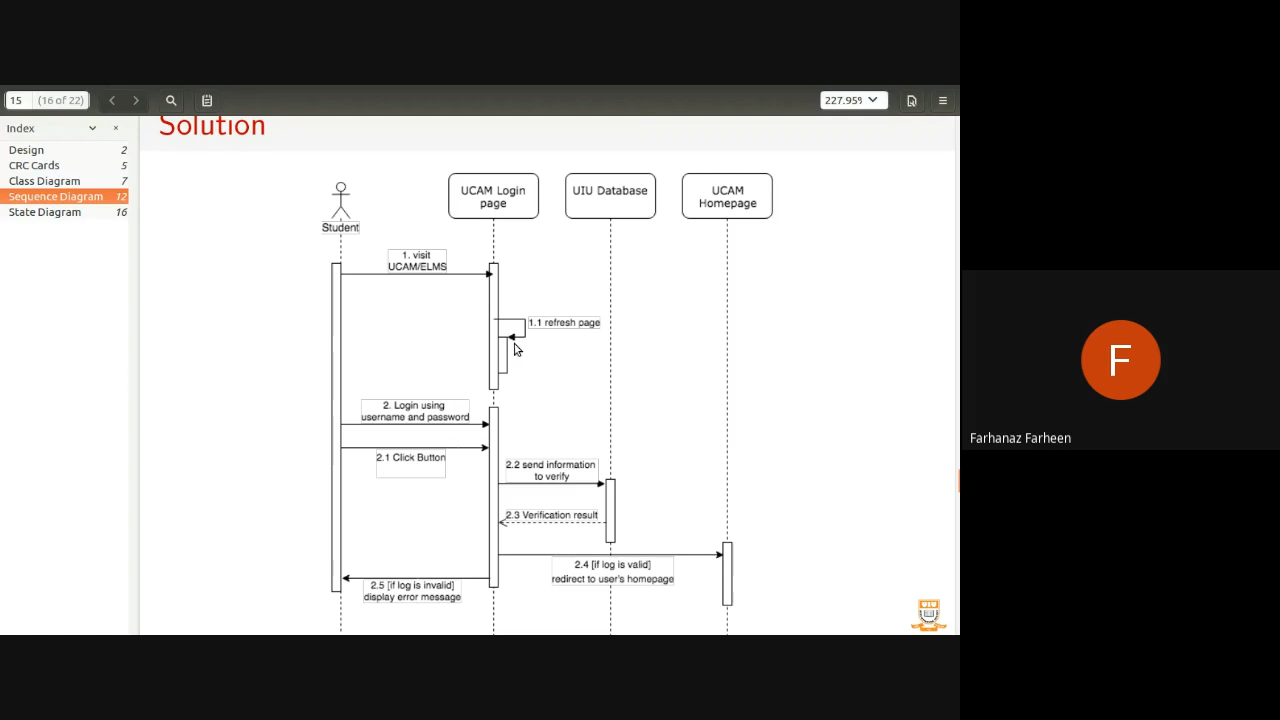 15 (16 of 22)
227.95%
Index
Design 2
CRC Cards 5
Class Diagram 7
Sequence Diagram 12
State Diagram 16
Solution
Student
UCAM Login
page
UIU Database
UCAM
Homepage
1. visit
UCAM/ELMS
1.1 refresh page
2. Login using
username and password
2.1 Click Button
2.2 send information
to verify
2.3 Verification result
2.4 [if log is valid]
redirect to user's homepage
2.5 [if log is invalid]
display error message
F
Farhanaz Farheen